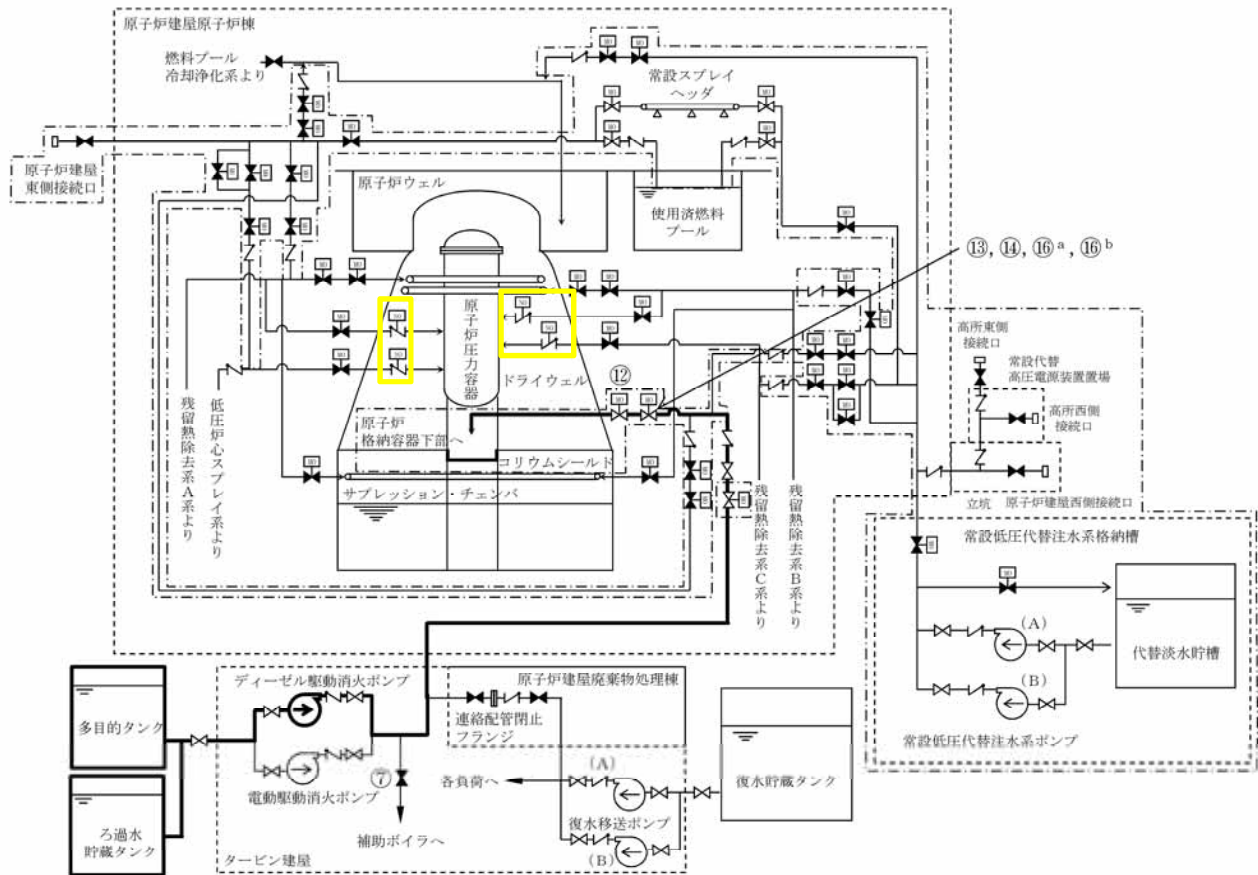 原子炉建屋原子炉棟
燃料プール
冷却浄化系より
常設スプレイ
ヘッダ
原子炉建屋
東側接続口
原子炉ウェル
使用済燃料
プール
⑬, ⑭, ⑯ᵃ, ⑯ᵇ
原子炉圧力容器
ドライウェル
⑫
原子炉
格納容器下部へ
コリウムシールド
サプレッション・チェンバ
残留熱除去系A系より
低圧炉心スプレイ系より
残留熱除去系C系より
残留熱除去系B系より
高所東側
接続口
常設代替
高圧電源装置置場
高所西側
接続口
立坑
原子炉建屋西側接続口
常設低圧代替注水系格納槽
(A)
(B)
代替淡水貯槽
常設低圧代替注水系ポンプ
多目的タンク
ろ過水
貯蔵タンク
ディーゼル駆動消火ポンプ
電動駆動消火ポンプ
⑦
補助ボイラへ
タービン建屋
原子炉建屋廃棄物処理棟
連絡配管閉止
フランジ
各負荷へ
(A)
復水移送ポンプ
(B)
復水貯蔵タンク